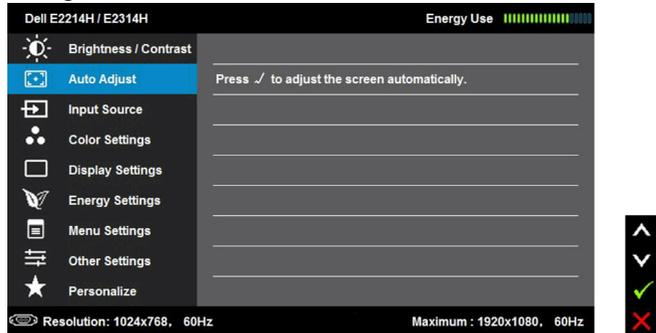 Dell E2214H / E2314H Energy Use
Brightness / Contrast
Auto Adjust Press ✓ to adjust the screen automatically.
Input Source
Color Settings
Display Settings
Energy Settings
Menu Settings
Other Settings
Personalize
Resolution: 1024x768, 60Hz Maximum : 1920x1080, 60Hz